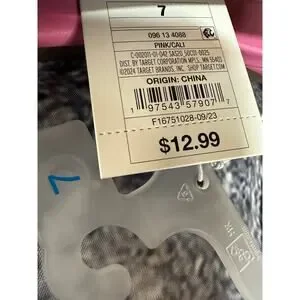 7
096 13 4088
PINK/CALI
DIST. BY TARGET CORPORATION MPLS., MN 55403
©2024 TARGET BRANDS, INC. SHOP TARGET.COM
ORIGIN: CHINA
1 97543 57907 7
F16751028-09/23
$12.99
7